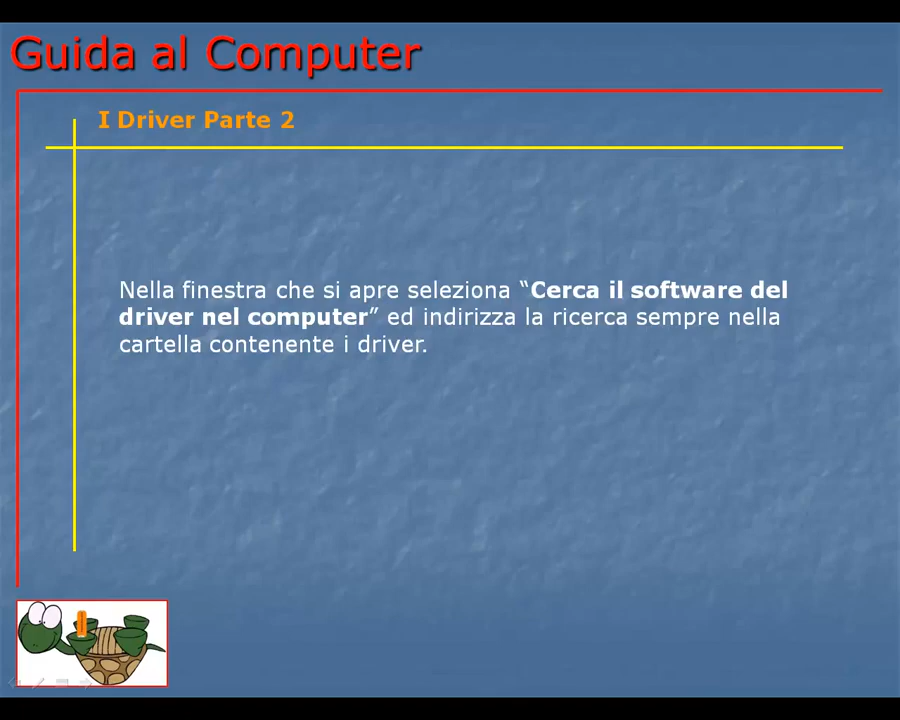 Guida al Computer
I Driver Parte 2
Nella finestra che si apre seleziona “Cerca il software del
driver nel computer” ed indirizza la ricerca sempre nella
cartella contenente i driver.